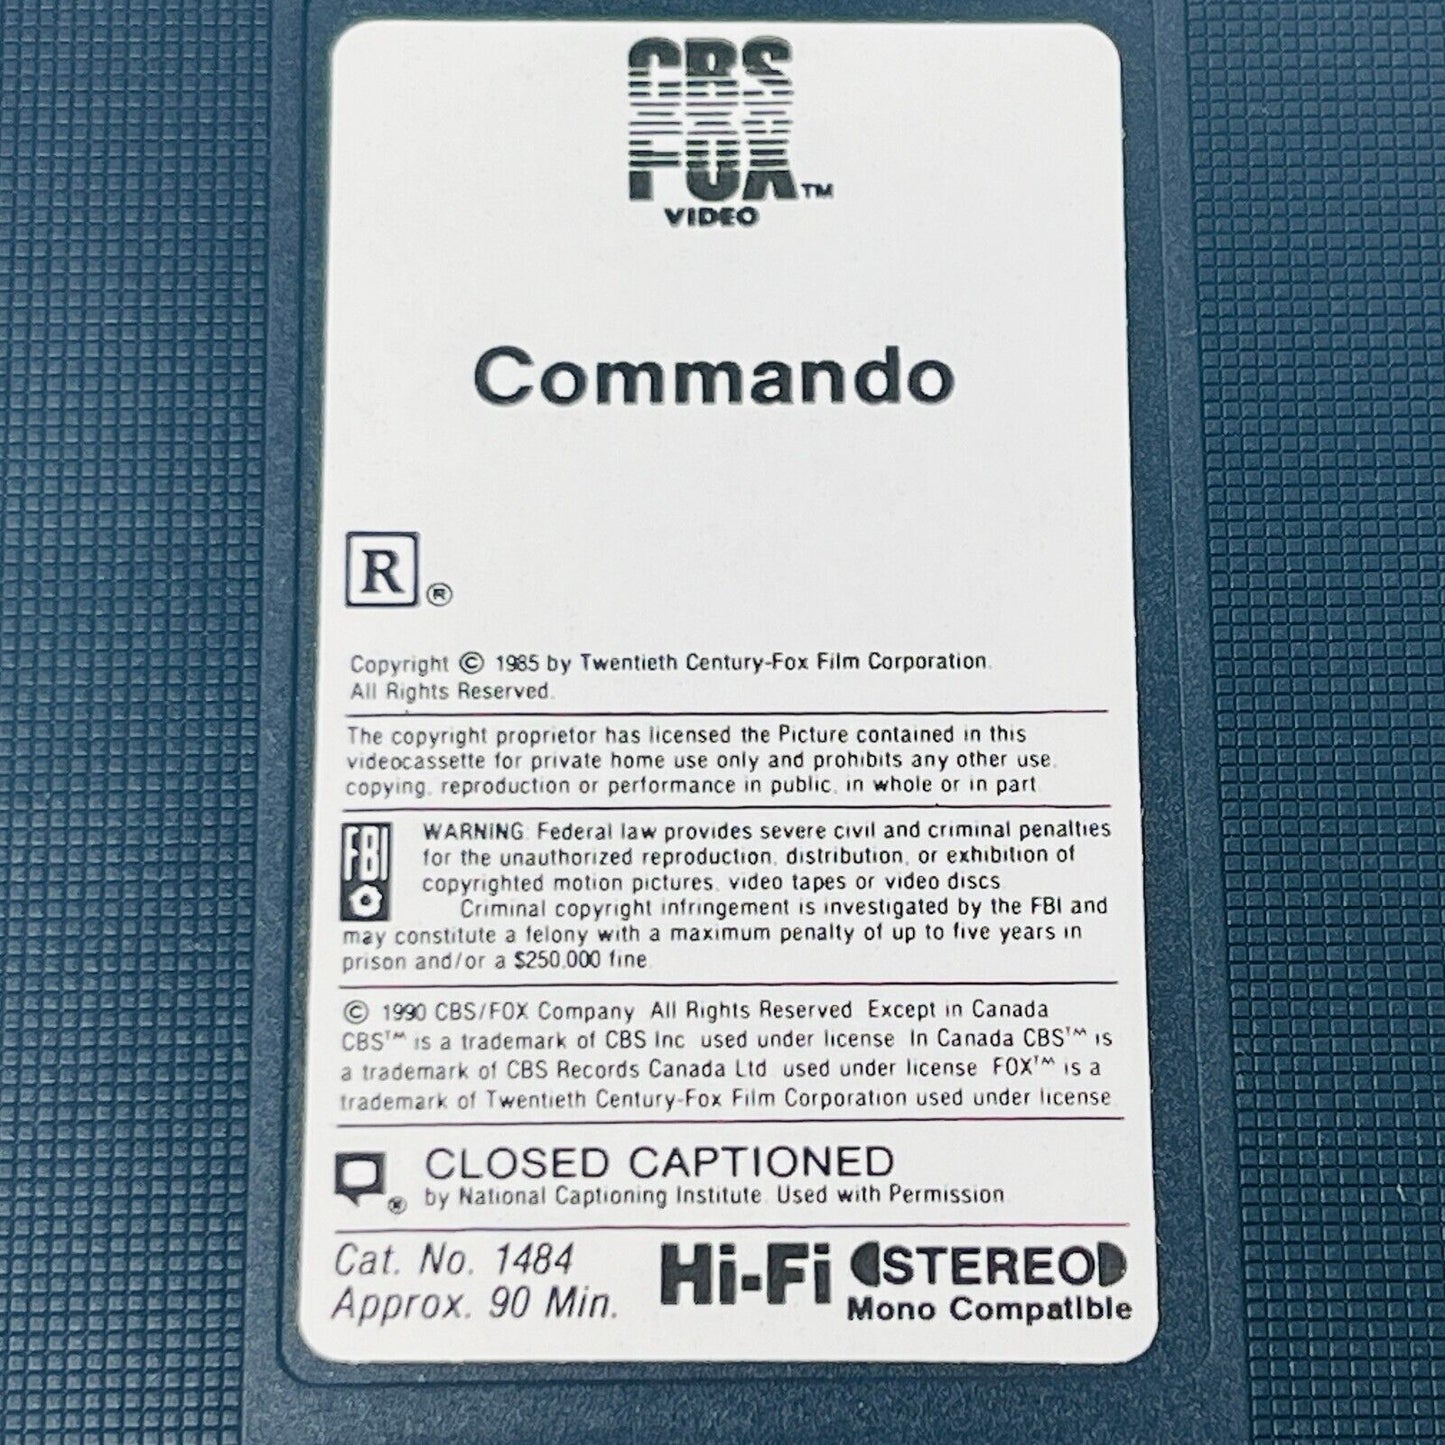 CBS
FOX™
VIDEO
Commando
R ®
Copyright © 1985 by Twentieth Century-Fox Film Corporation.
All Rights Reserved.
The copyright proprietor has licensed the Picture contained in this
videocassette for private home use only and prohibits any other use,
copying, reproduction or performance in public, in whole or in part.
FBI
WARNING: Federal law provides severe civil and criminal penalties
for the unauthorized reproduction, distribution, or exhibition of
copyrighted motion pictures, video tapes or video discs.
Criminal copyright infringement is investigated by the FBI and
may constitute a felony with a maximum penalty of up to five years in
prison and/or a $250,000 fine.
© 1990 CBS/FOX Company. All Rights Reserved. Except in Canada
CBS™ is a trademark of CBS Inc. used under license. In Canada CBS™ is
a trademark of CBS Records Canada Ltd. used under license. FOX™ is a
trademark of Twentieth Century-Fox Film Corporation used under license.
® CLOSED CAPTIONED
by National Captioning Institute. Used with Permission.
Cat. No. 1484
Approx. 90 Min.
Hi-Fi STEREO
Mono Compatible